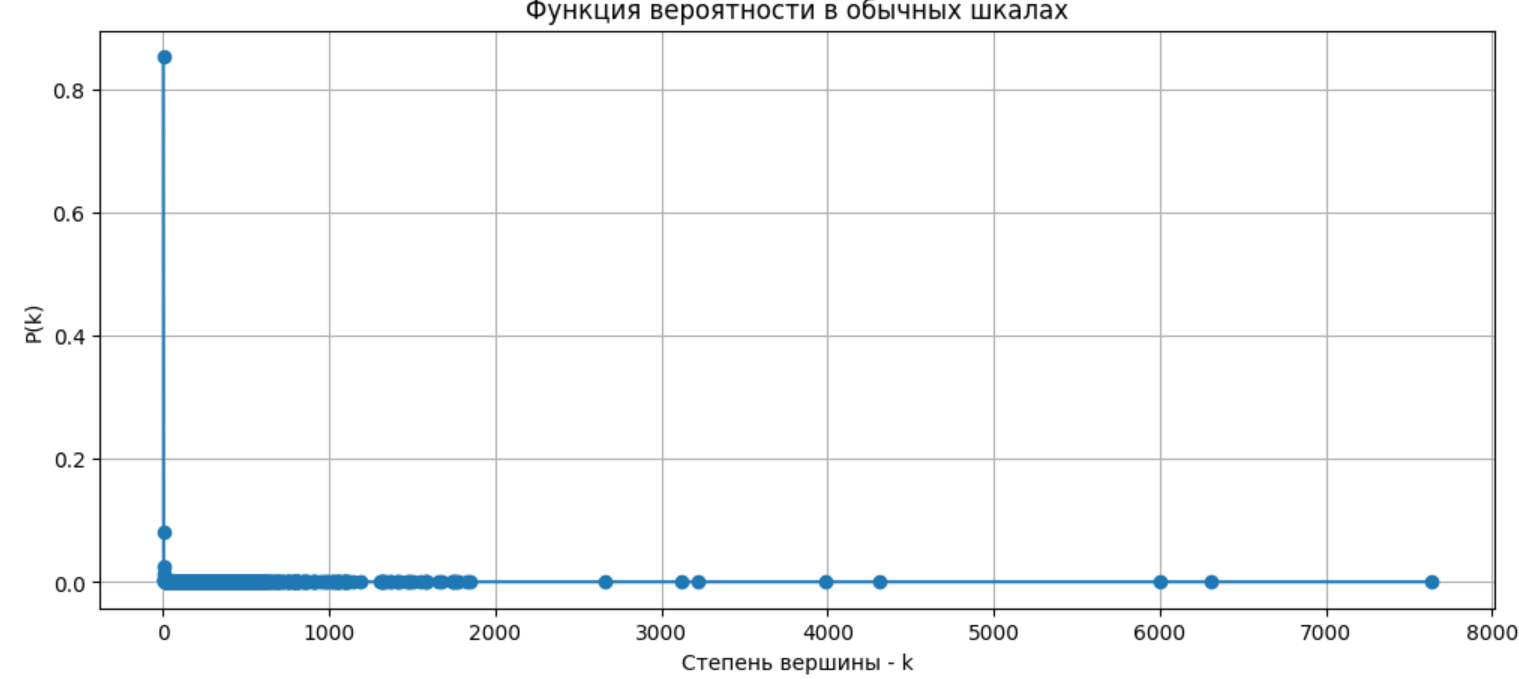 Функция вероятности в обычных шкалах
P(k)
0.8
0.6
0.4
0.2
0.0
0 1000 2000 3000 4000 5000 6000 7000 8000
Степень вершины - k